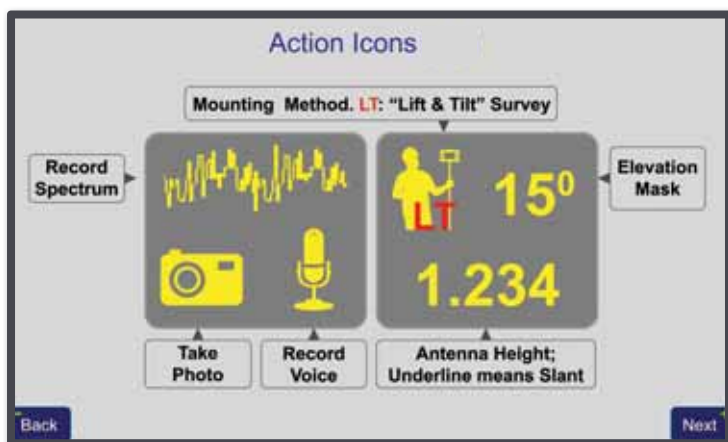 Action Icons
Mounting Method. LT: “Lift & Tilt” Survey
Record
Spectrum
Elevation
Mask
LT
15⁰
1.234
Take
Photo
Record
Voice
Antenna Height;
Underline means Slant
Back
Next